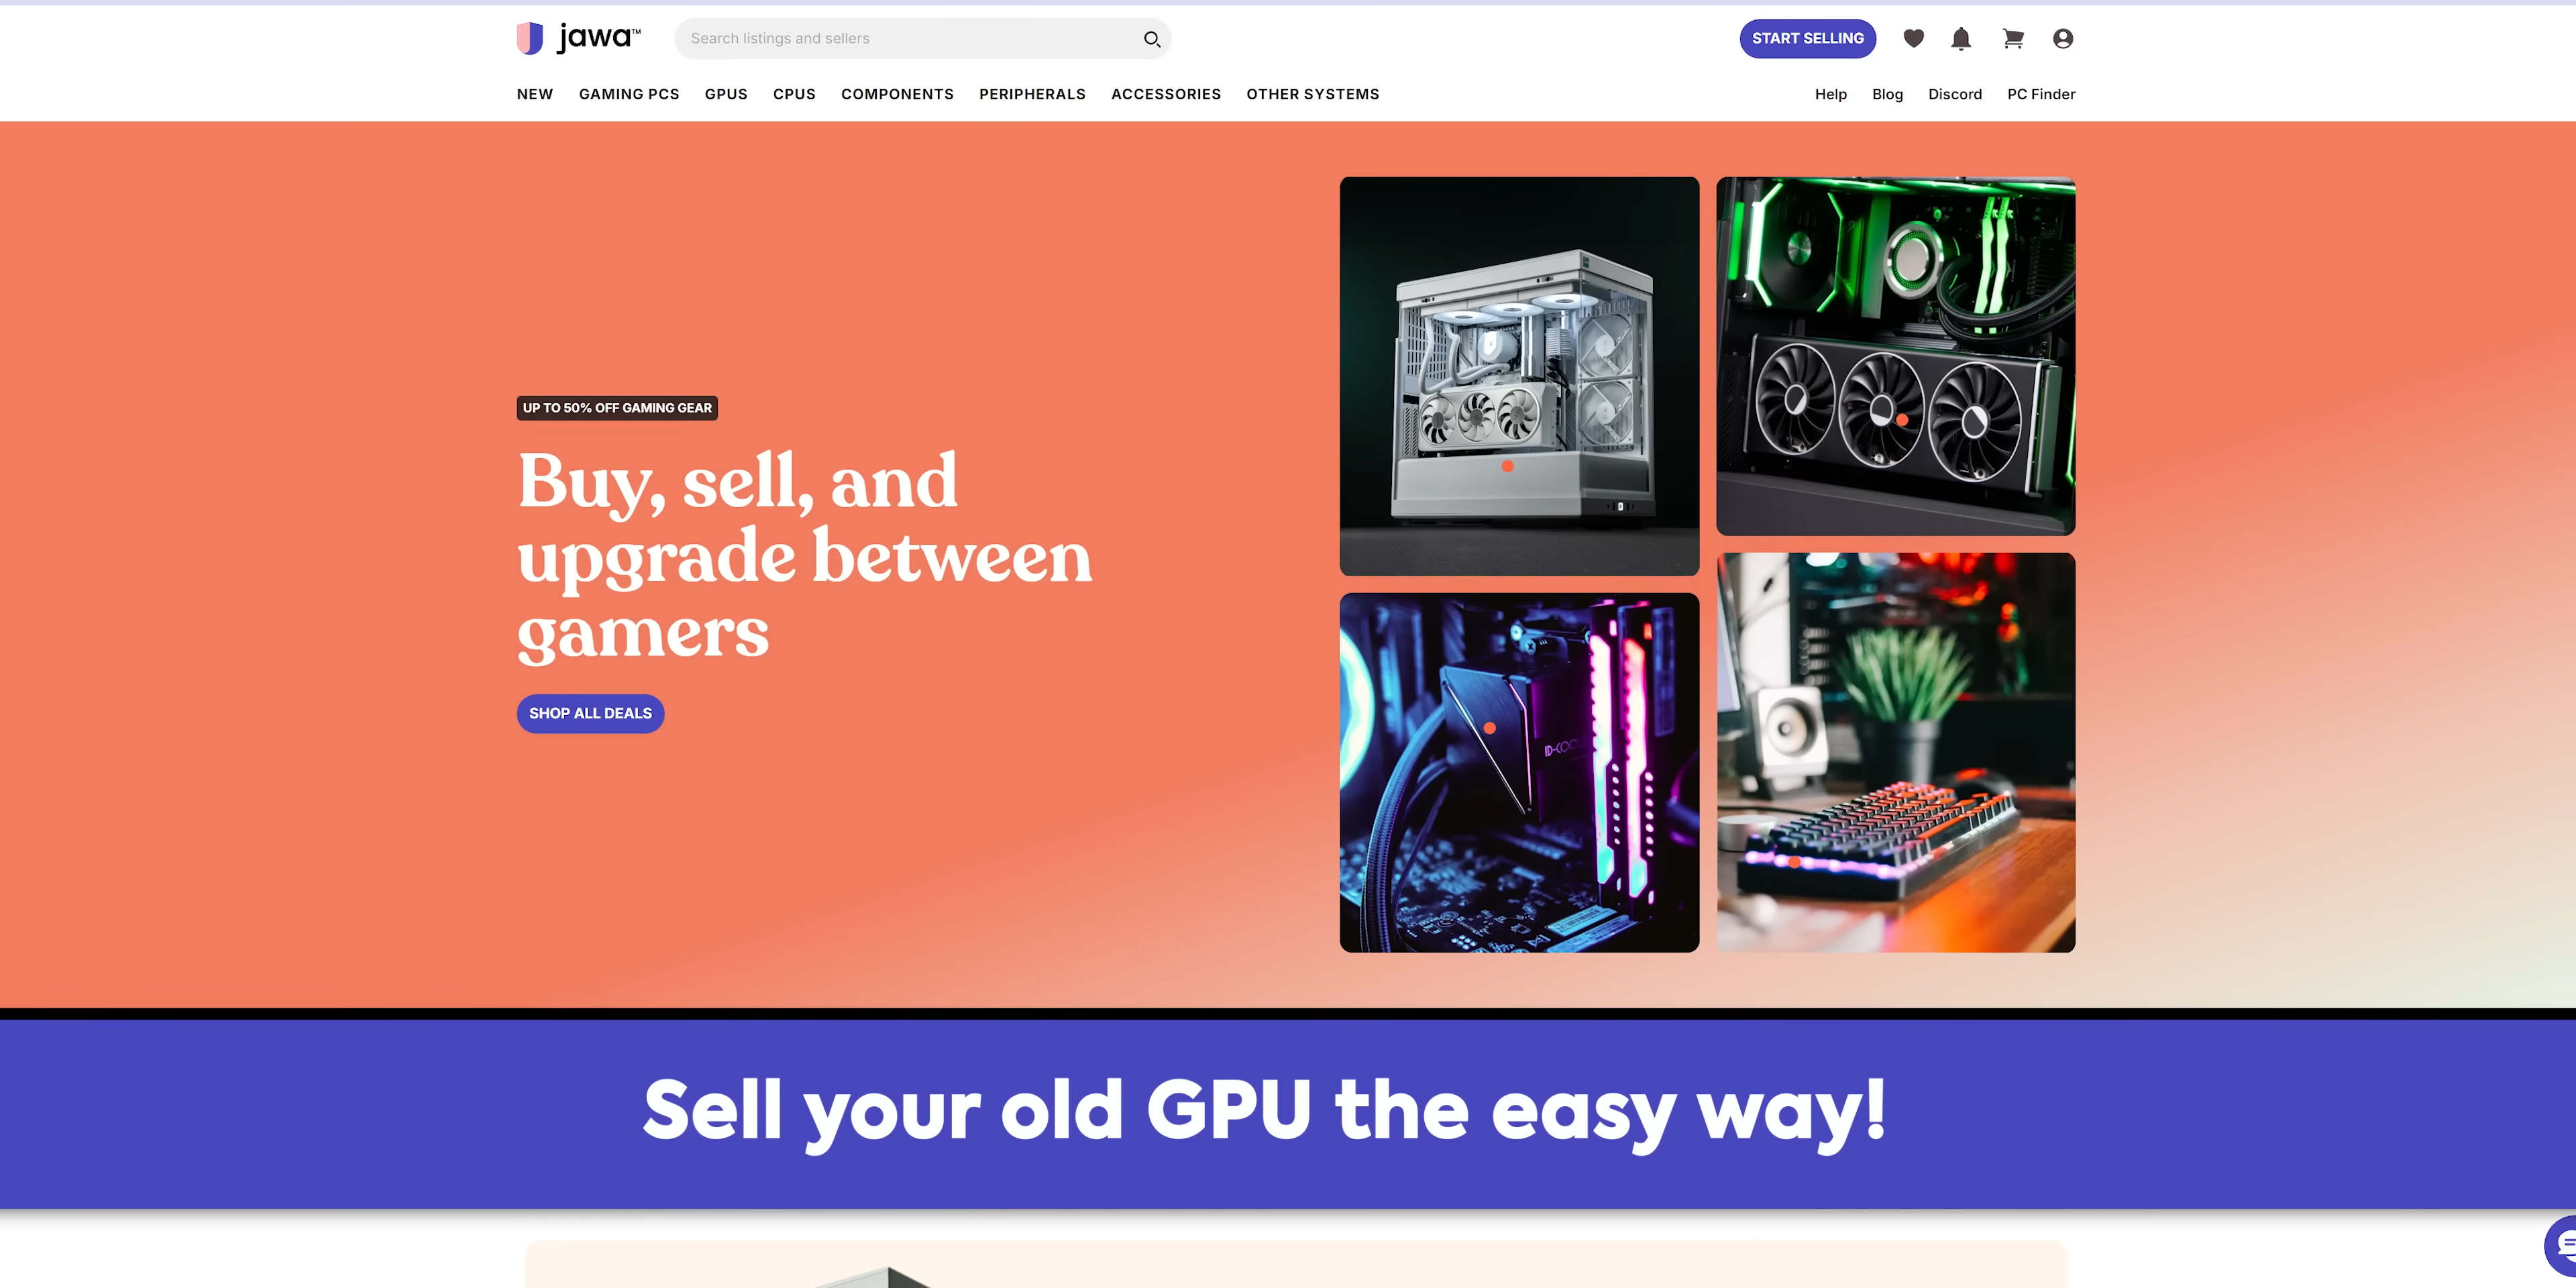 jawa™
Search listings and sellers
START SELLING
NEW GAMING PCS GPUS CPUS COMPONENTS PERIPHERALS ACCESSORIES OTHER SYSTEMS
Help Blog Discord PC Finder
UP TO 50% OFF GAMING GEAR
Buy, sell, and
upgrade between
gamers
SHOP ALL DEALS
ID-COO
Sell your old GPU the easy way!